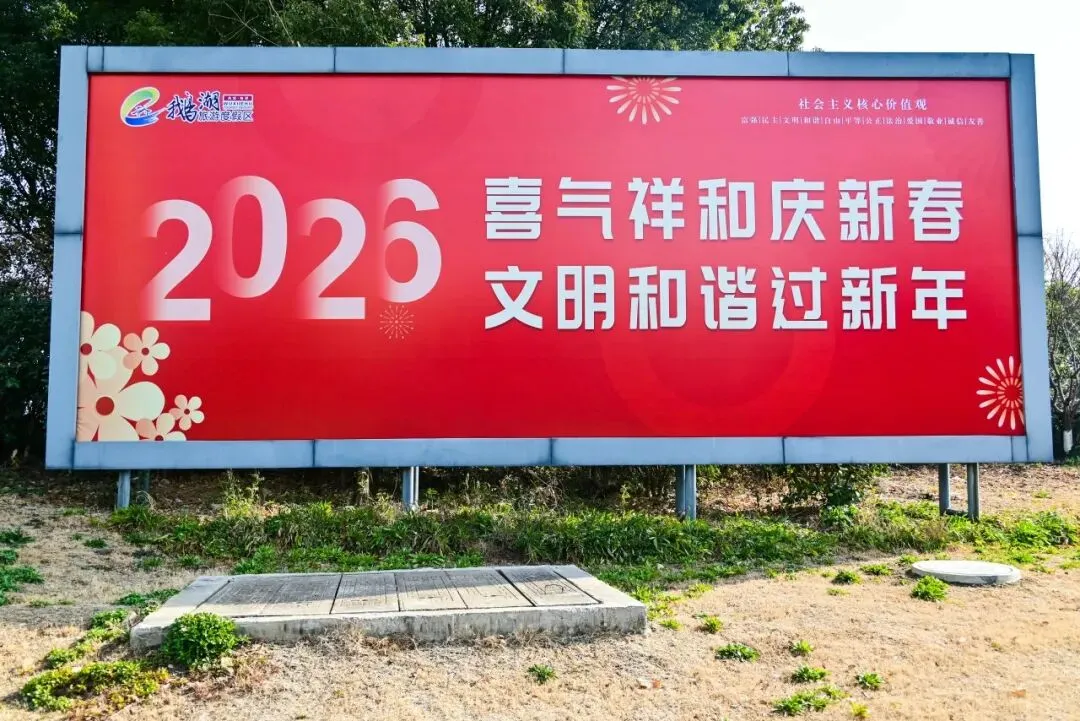 鹅湖
旅游度假区
社会主义核心价值观
富强|民主|文明|和谐|自由|平等|公正|法治|爱国|敬业|诚信|友善
2026
喜气祥和庆新春
文明和谐过新年